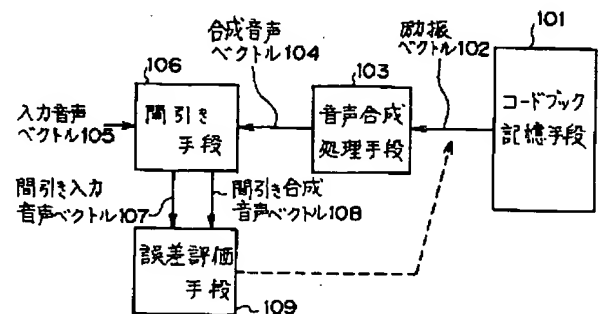 合成音声
ベクトル104
励振
ベクトル102
101
コードブック
記憶手段
103
音声合成
処理手段
106
間引き
手段
入力音声
ベクトル105
間引き入力
音声ベクトル107
間引き合成
音声ベクトル108
誤差評価
手段
109